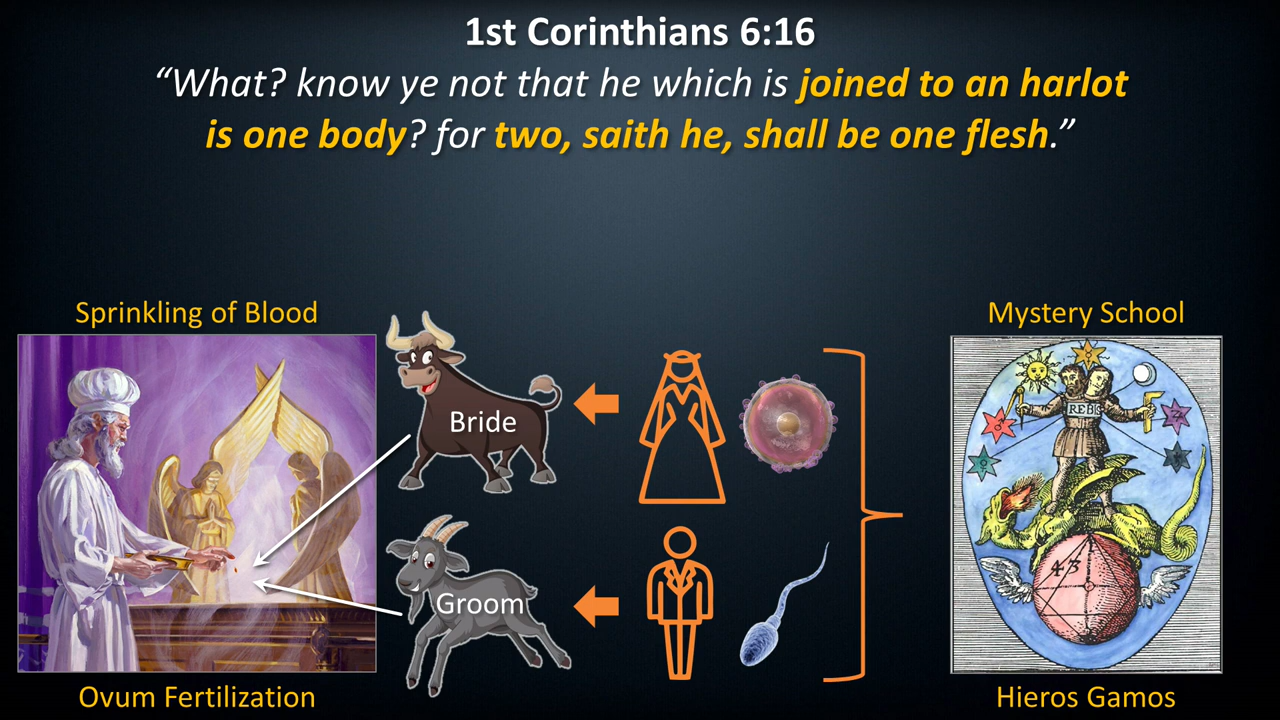 1st Corinthians 6:16
“What? know ye not that he which is joined to an harlot
is one body? for two, saith he, shall be one flesh.”
Sprinkling of Blood
Mystery School
Bride
Groom
REBIS
Ovum Fertilization
Hieros Gamos